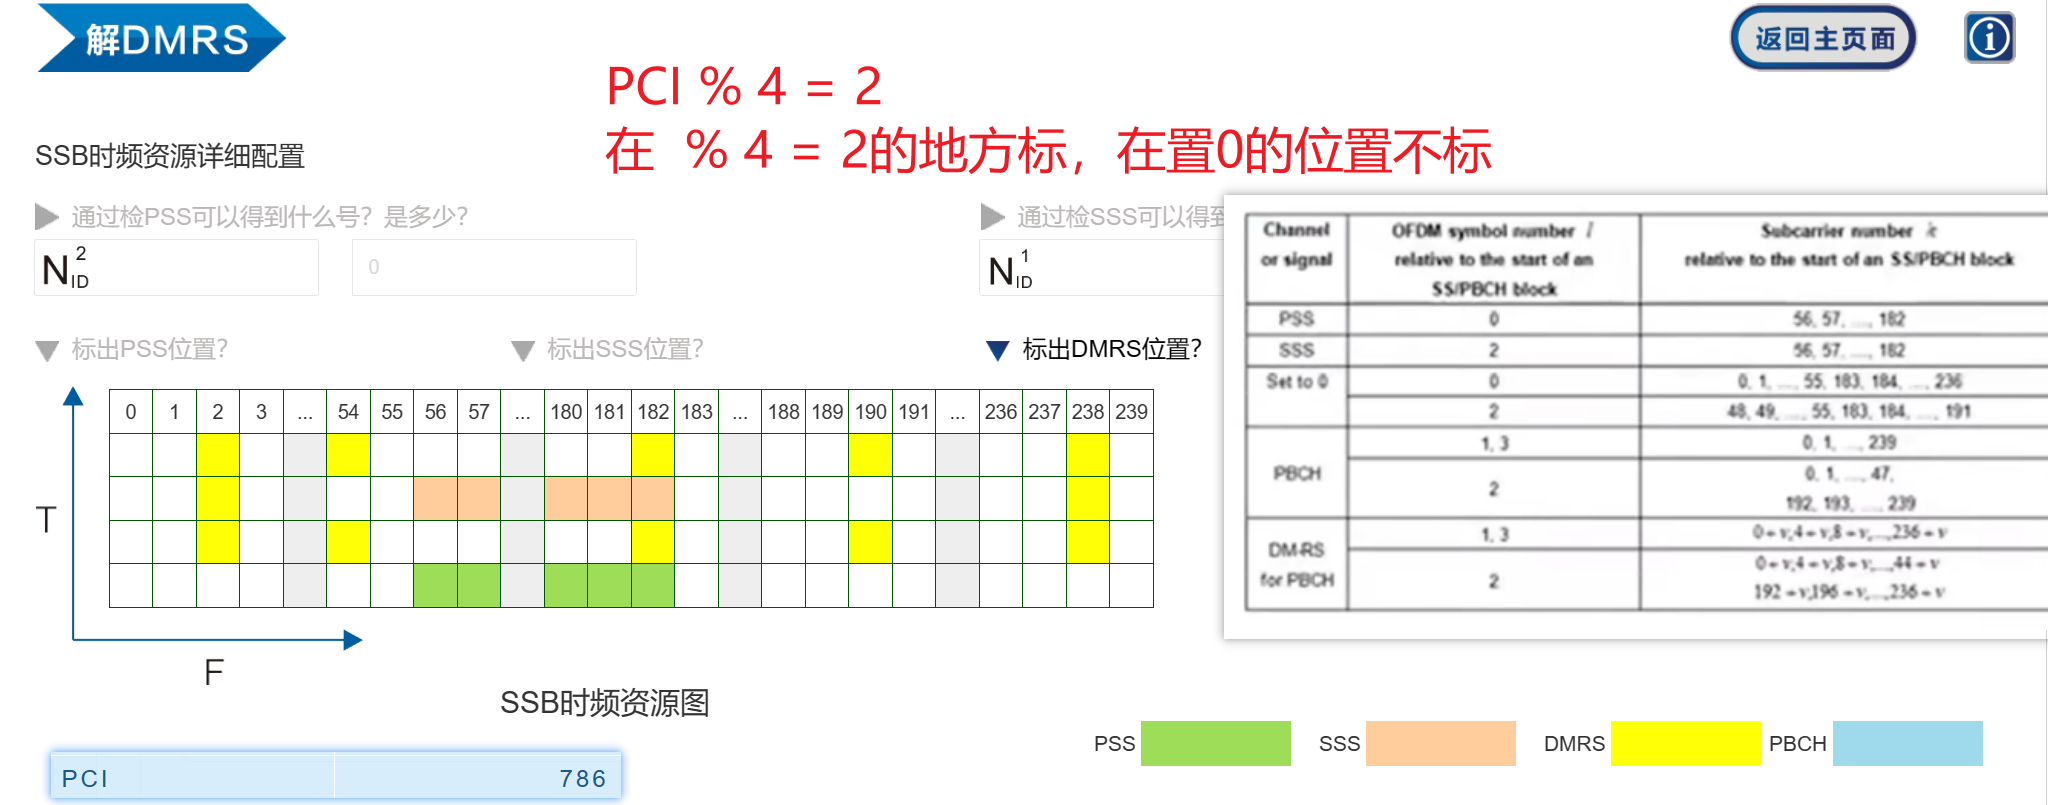 解DMRS
返回主页面
PCI % 4 = 2
在 % 4 = 2的地方标，在置0的位置不标
SSB时频资源详细配置
通过检PSS可以得到什么号？是多少？
通过检SSS可以得到
N 2 ID
0
N 1 ID
标出PSS位置？
标出SSS位置？
标出DMRS位置？
0 1 2 3 ... 54 55 56 57 ... 180 181 182 183 ... 188 189 190 191 ... 236 237 238 239
T
F
SSB时频资源图
PCI 786
Channel or signal
OFDM symbol number l relative to the start of an SS/PBCH block
Subcarrier number k relative to the start of an SS/PBCH block
PSS 0 56, 57, ..., 182
SSS 2 56, 57, ..., 182
Set to 0 0 0, 1, ..., 55, 183, 184, ..., 236
2 48, 49, ..., 55, 183, 184, ..., 191
PBCH 1, 3 0, 1, ..., 239
2 0, 1, ..., 47,
192, 193, ..., 239
DM-RS for PBCH 1, 3 0+v,4+v,8+v,...,236+v
2 0+v,4+v,8+v,...,44+v
192+v,196+v,...,236+v
PSS SSS DMRS PBCH